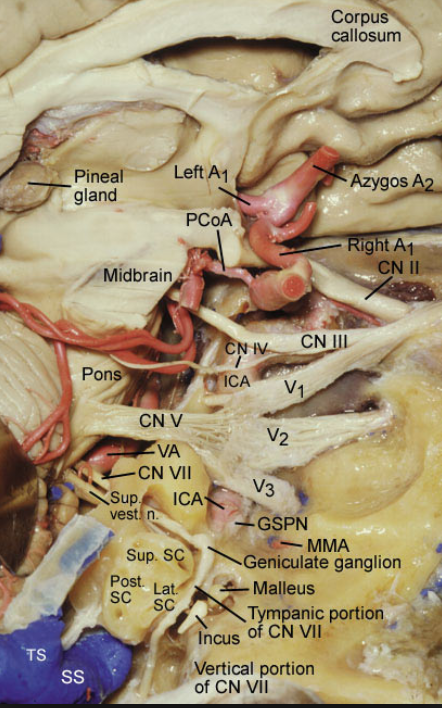 Corpus
callosum
Left A1
Azygos A2
Pineal
gland
PCoA
Right A1
CN II
Midbrain
CN III
CN IV
ICA
Pons
V1
CN V
V2
VA
CN VII
V3
Sup.
vest. n.
ICA
GSPN
MMA
Geniculate ganglion
Sup. SC
Post.
SC
Lat.
SC
Malleus
Tympanic portion
of CN VII
Incus
TS
SS
Vertical portion
of CN VII